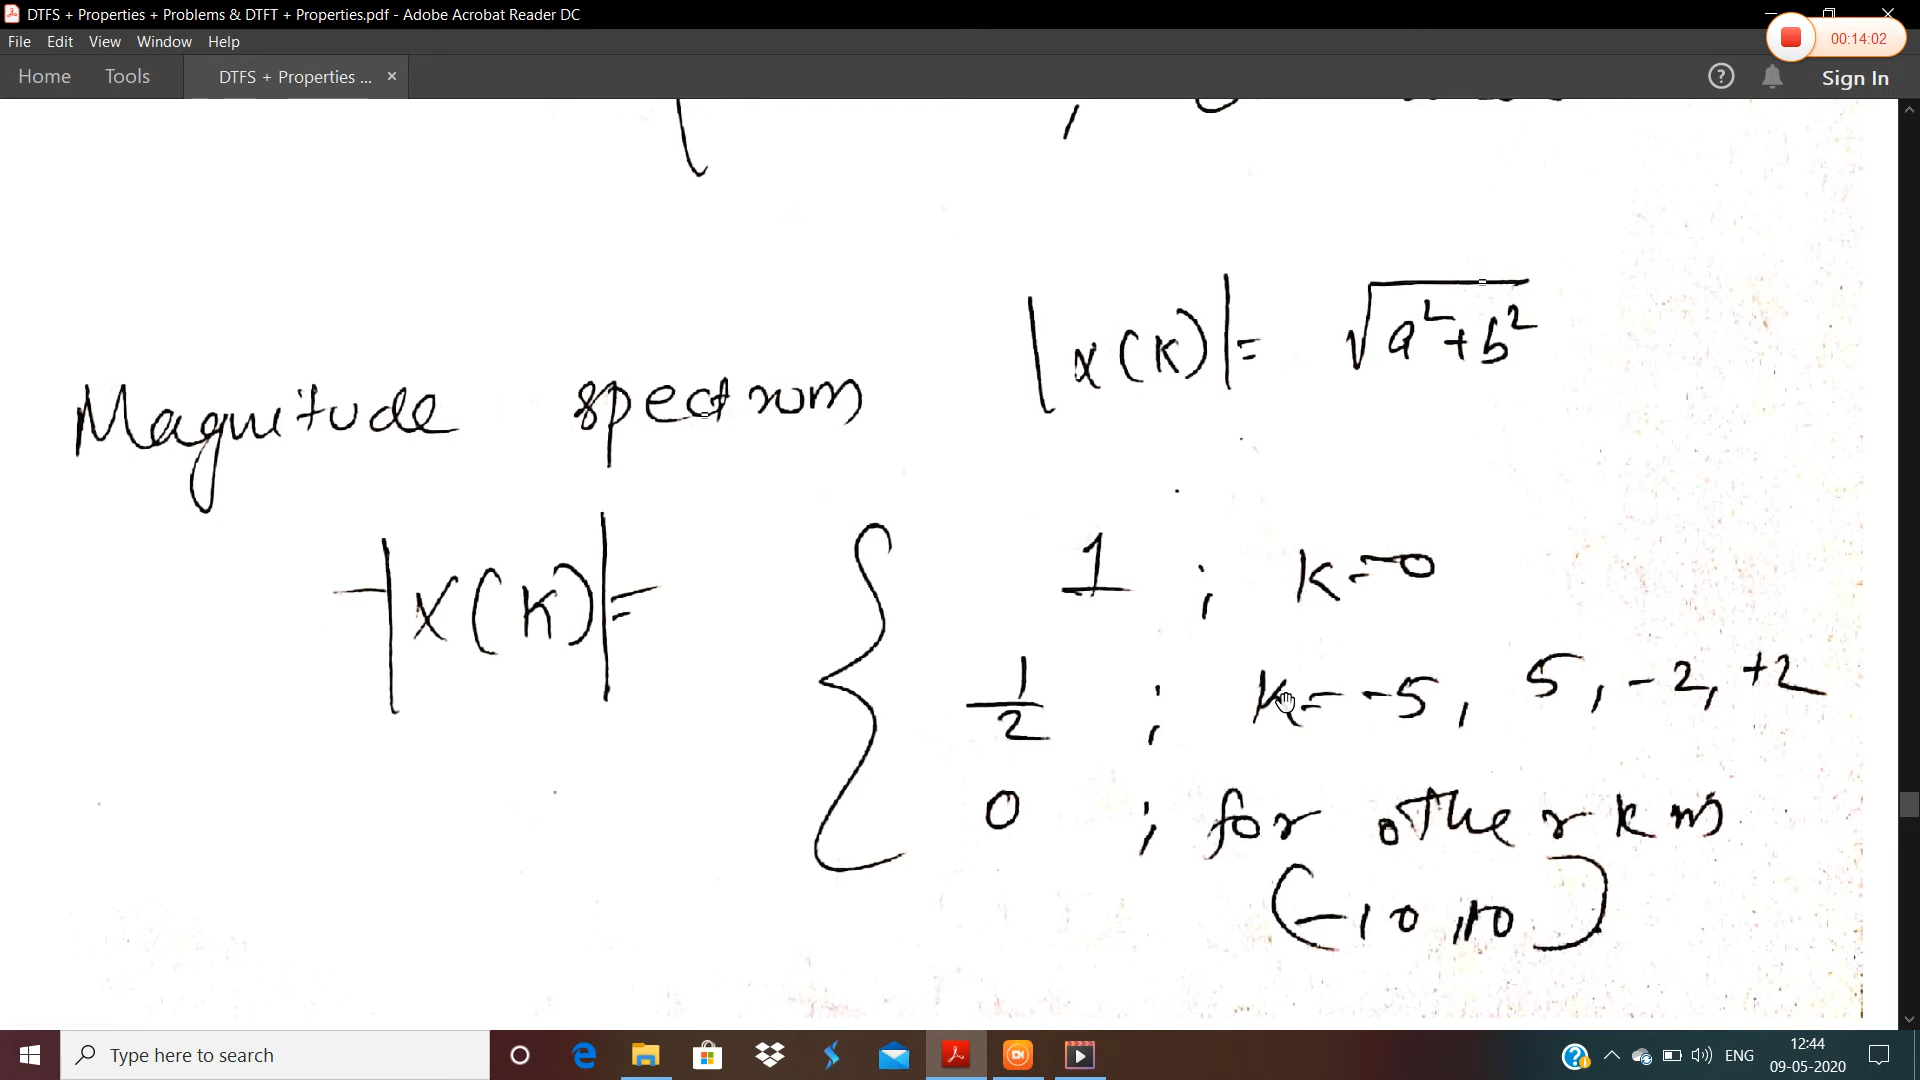 DTFS + Properties + Problems & DTFT + Properties.pdf - Adobe Acrobat Reader DC
File Edit View Window Help
00:14:02
Home Tools DTFS + Properties ... × Sign In
|X(K)| = √a²+b²
Magnitude spectrum
|X(K)| = { 1 ; K=0
1/2 ; K= -5, 5, -2, +2
0 ; for other k in
(-10, 10)
Type here to search
ENG
12:44
09-05-2020